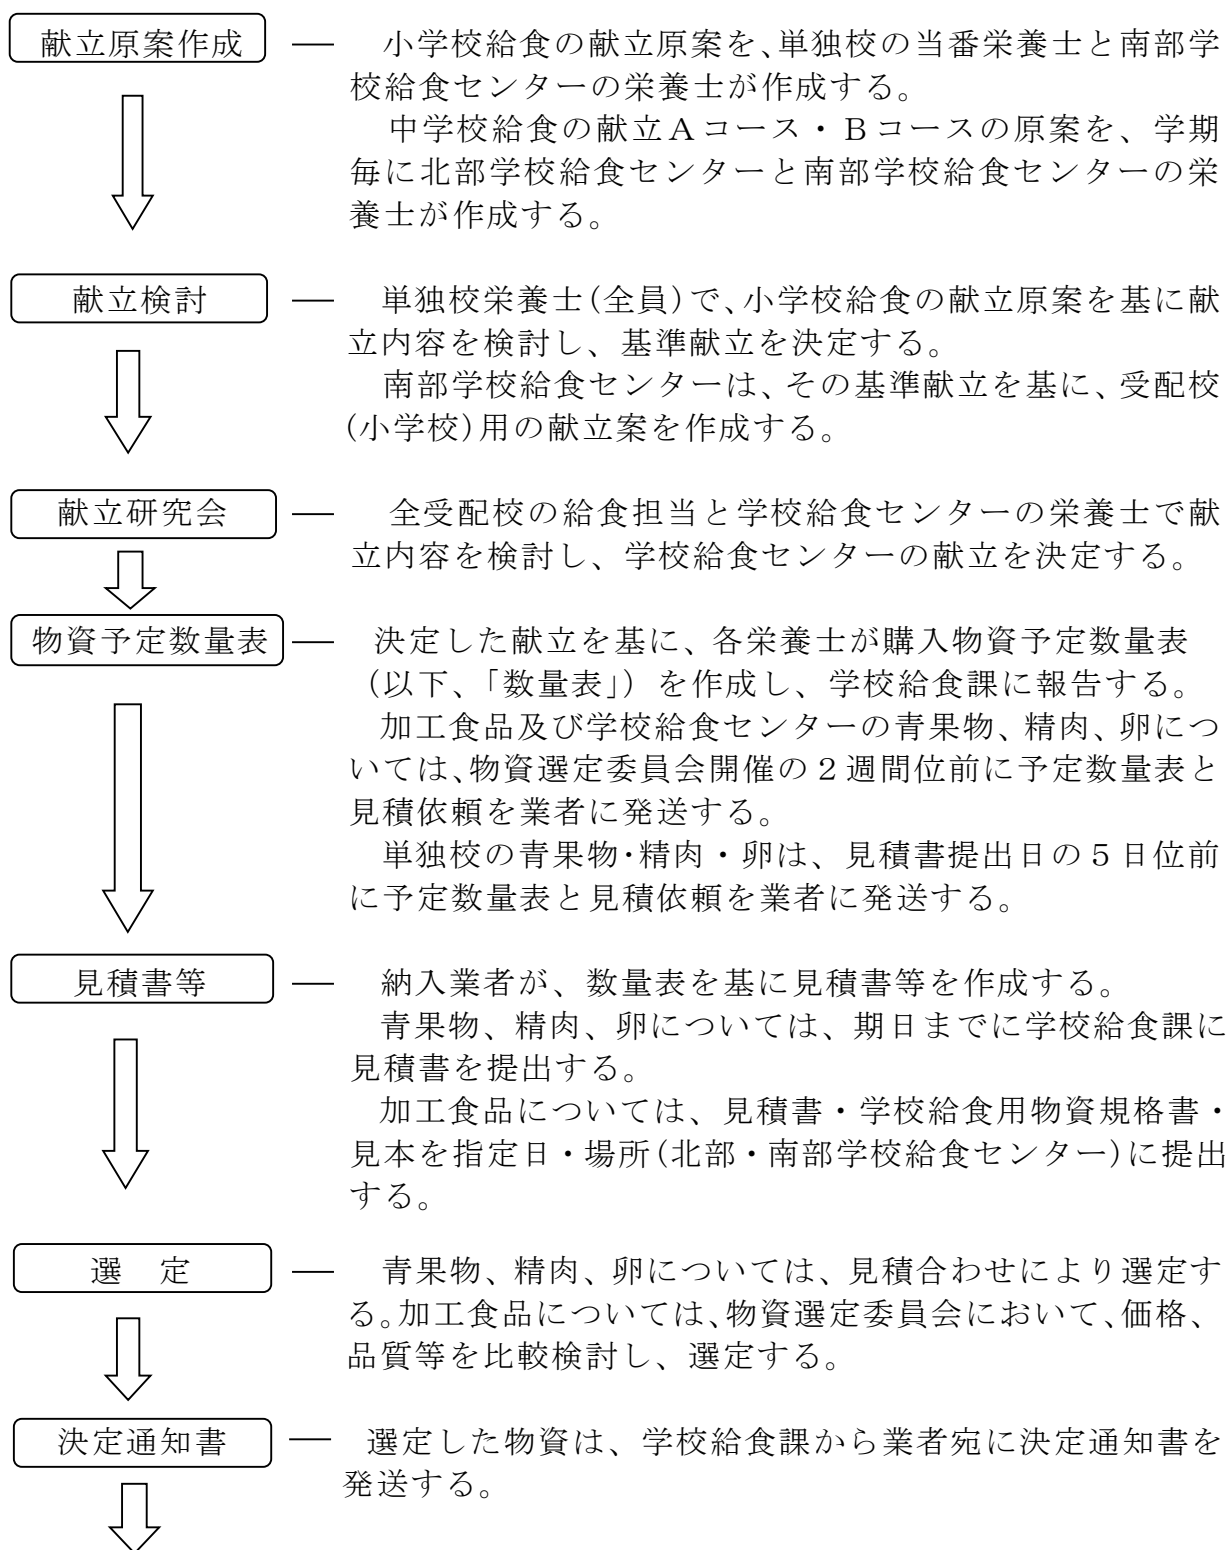 献立原案作成 ― 小学校給食の献立原案を、単独校の当番栄養士と南部学
校給食センターの栄養士が作成する。
中学校給食の献立Ａコース・Ｂコースの原案を、学期
毎に北部学校給食センターと南部学校給食センターの栄
養士が作成する。
献立検討 ― 単独校栄養士(全員)で、小学校給食の献立原案を基に献
立内容を検討し、基準献立を決定する。
南部学校給食センターは、その基準献立を基に、受配校
(小学校)用の献立案を作成する。
献立研究会 ― 全受配校の給食担当と学校給食センターの栄養士で献
立内容を検討し、学校給食センターの献立を決定する。
物資予定数量表 ― 決定した献立を基に、各栄養士が購入物資予定数量表
（以下、「数量表」）を作成し、学校給食課に報告する。
加工食品及び学校給食センターの青果物、精肉、卵につ
いては、物資選定委員会開催の２週間位前に予定数量表と
見積依頼を業者に発送する。
単独校の青果物・精肉・卵は、見積書提出日の５日位前
に予定数量表と見積依頼を業者に発送する。
見積書等 ― 納入業者が、数量表を基に見積書等を作成する。
青果物、精肉、卵については、期日までに学校給食課に
見積書を提出する。
加工食品については、見積書・学校給食用物資規格書・
見本を指定日・場所(北部・南部学校給食センター)に提出
する。
選　定 ― 青果物、精肉、卵については、見積合わせにより選定す
る。加工食品については、物資選定委員会において、価格、
品質等を比較検討し、選定する。
決定通知書 ― 選定した物資は、学校給食課から業者宛に決定通知書を
発送する。